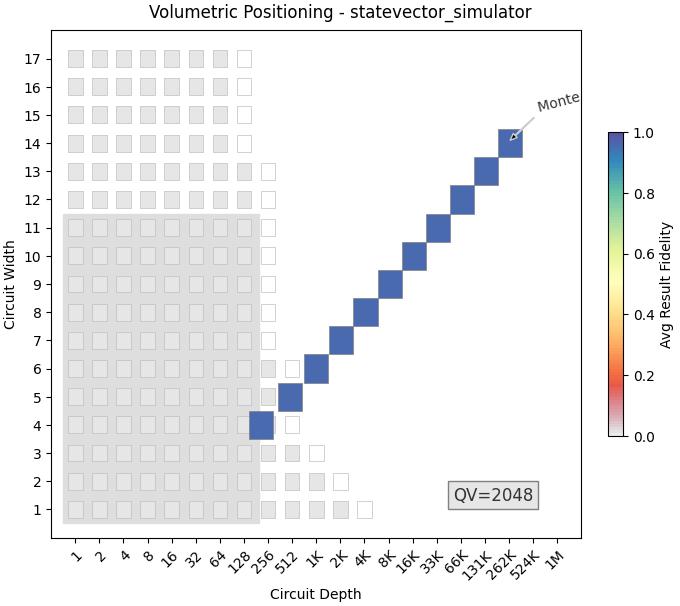 Volumetric Positioning - statevector_simulator
17
16
15
14
13
12
11
10
9
8
7
6
5
4
3
2
1
Circuit Width
Monte
QV=2048
1
2
4
8
16
32
64
128
256
512
1K
2K
4K
8K
16K
33K
66K
131K
262K
524K
1M
Circuit Depth
1.0
0.8
0.6
0.4
0.2
0.0
Avg Result Fidelity